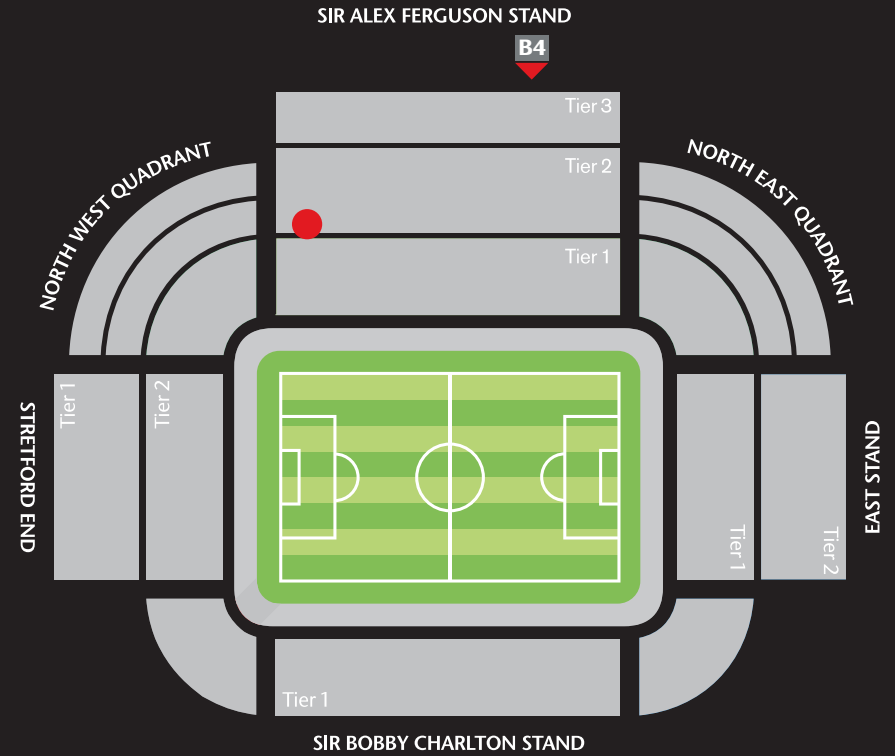 SIR ALEX FERGUSON STAND
B4
Tier 3
Tier 2
Tier 1
NORTH WEST QUADRANT
NORTH EAST QUADRANT
STRETFORD END
Tier 1
Tier 2
Tier 1
Tier 2
EAST STAND
Tier 1
SIR BOBBY CHARLTON STAND